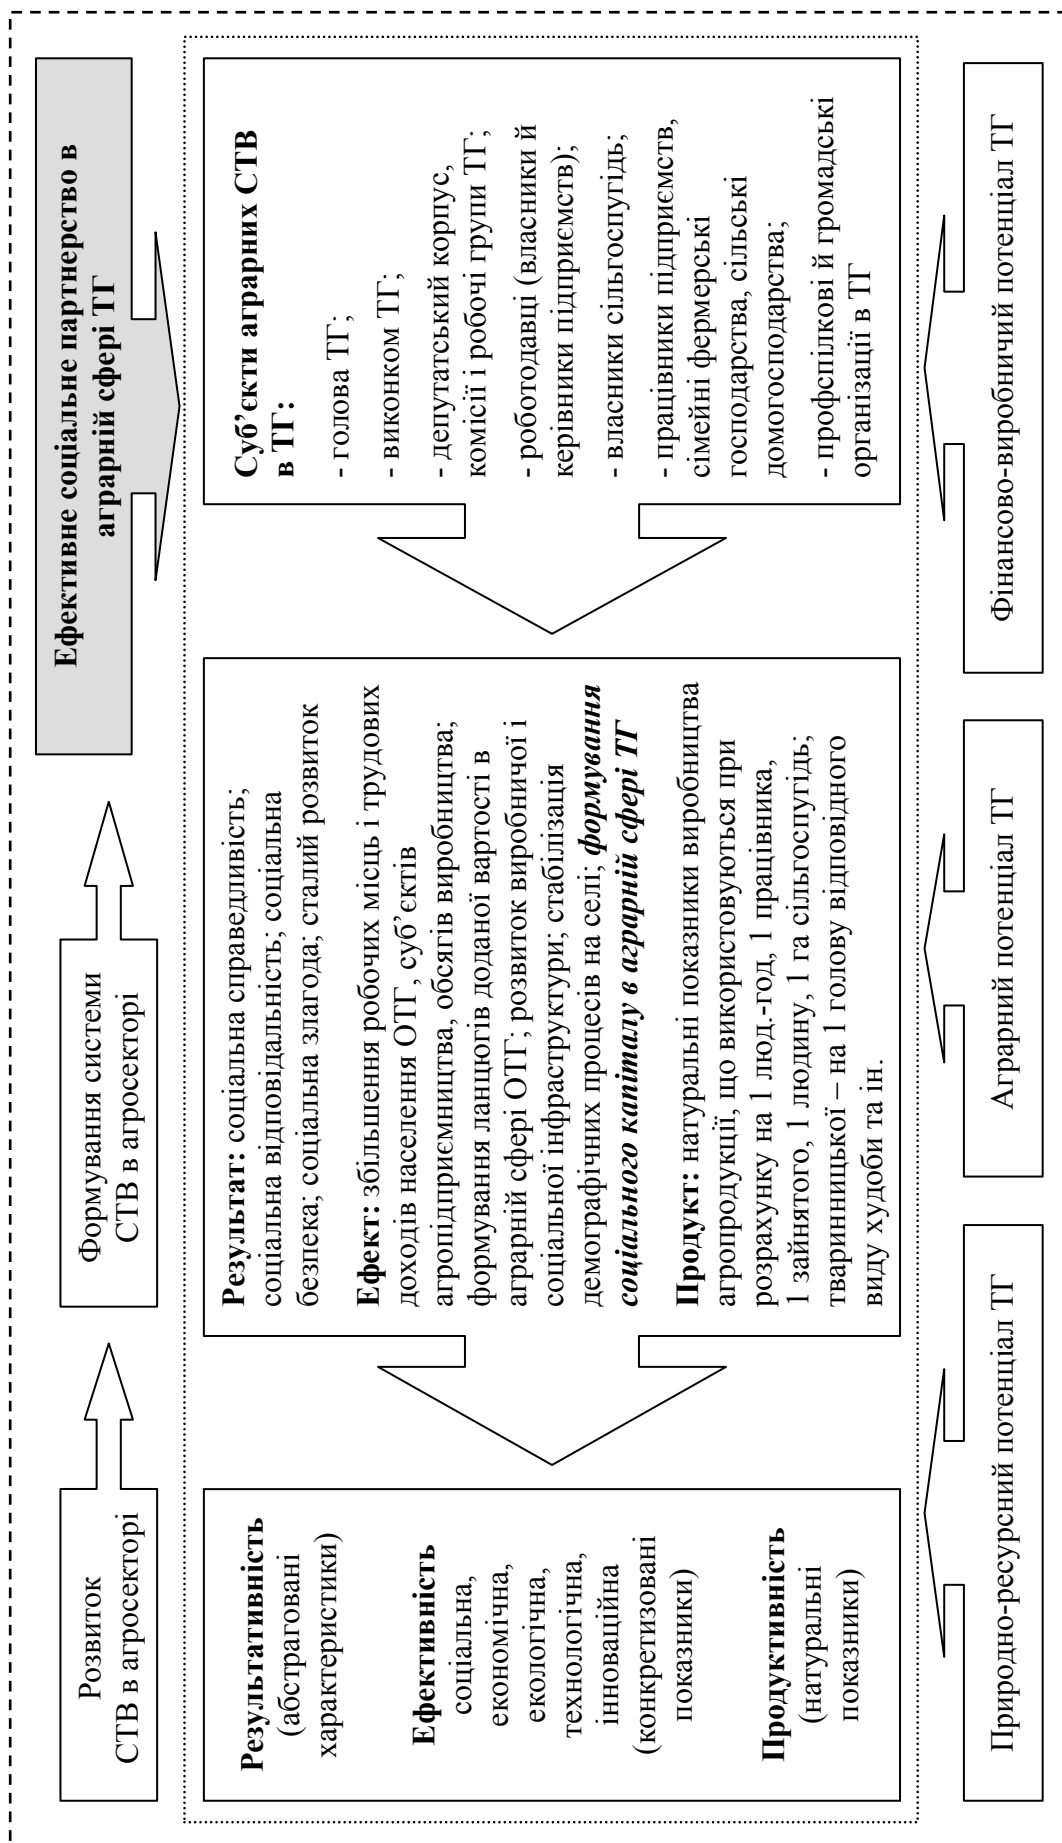 Розвиток
СТВ в агросекторі
Формування системи
СТВ в агросекторі
Ефективне соціальне партнерство в
аграрній сфері ТГ
Результативність
(абстраговані
характеристики)
Ефективність
соціальна,
економічна,
екологічна,
технологічна,
інноваційна
(конкретизовані
показники)
Продуктивність
(натуральні
показники)
Результат: соціальна справедливість;
соціальна відповідальність; соціальна
безпека; соціальна злагода; сталий розвиток
Ефект: збільшення робочих місць і трудових
доходів населення ОТГ, суб’єктів
агропідприємництва, обсягів виробництва;
формування ланцюгів доданої вартості в
аграрній сфері ОТГ; розвиток виробничої і
соціальної інфраструктури; стабілізація
демографічних процесів на селі; формування
соціального капіталу в аграрній сфері ТГ
Продукт: натуральні показники виробництва
агропродукції, що використовуються при
розрахунку на 1 люд.-год, 1 працівника,
1 зайнятого, 1 людину, 1 га сільгоспугідь;
тваринницької – на 1 голову відповідного
виду худоби та ін.
Суб’єкти аграрних СТВ
в ТГ:
- голова ТГ;
- виконком ТГ;
- депутатський корпус,
комісії і робочі групи ТГ;
- роботодавці (власники й
керівники підприємств);
- власники сільгоспугідь;
- працівники підприємств,
сімейні фермерські
господарства, сільські
домогосподарства;
- профспілкові й громадські
організації в ТГ
Природно-ресурсний потенціал ТГ
Аграрний потенціал ТГ
Фінансово-виробничий потенціал ТГ